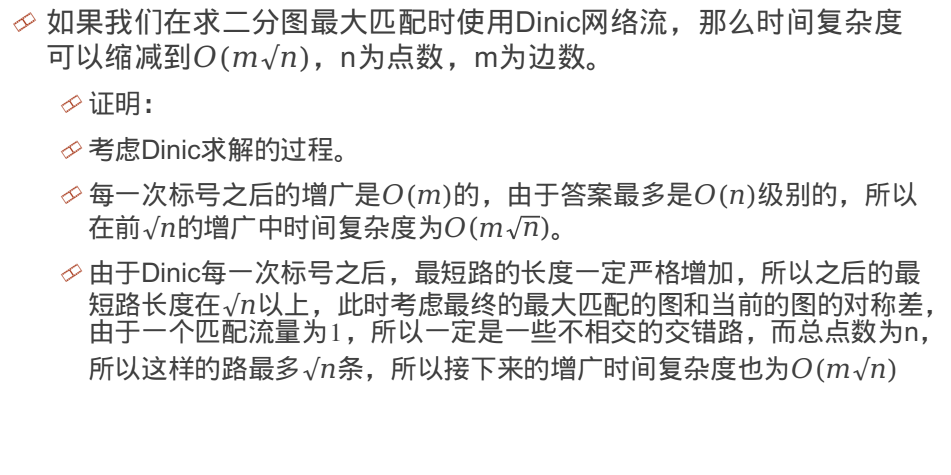 如果我们在求二分图最大匹配时使用Dinic网络流，那么时间复杂度
可以缩减到O(m√n)，n为点数，m为边数。
证明：
考虑Dinic求解的过程。
每一次标号之后的增广是O(m)的，由于答案最多是O(n)级别的，所以
在前√n的增广中时间复杂度为O(m√n)。
由于Dinic每一次标号之后，最短路的长度一定严格增加，所以之后的最
短路长度在√n以上，此时考虑最终的最大匹配的图和当前的图的对称差，
由于一个匹配流量为1，所以一定是一些不相交的交错路，而总点数为n，
所以这样的路最多√n条，所以接下来的增广时间复杂度也为O(m√n)